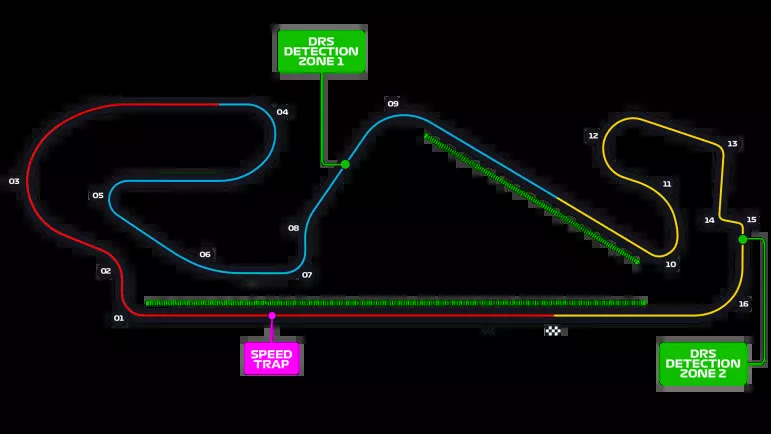 DRS
DETECTION
ZONE 1
09
04
12
13
03
11
05
14
15
08
06
10
02
07
16
01
SPEED
TRAP
DRS
DETECTION
ZONE 2